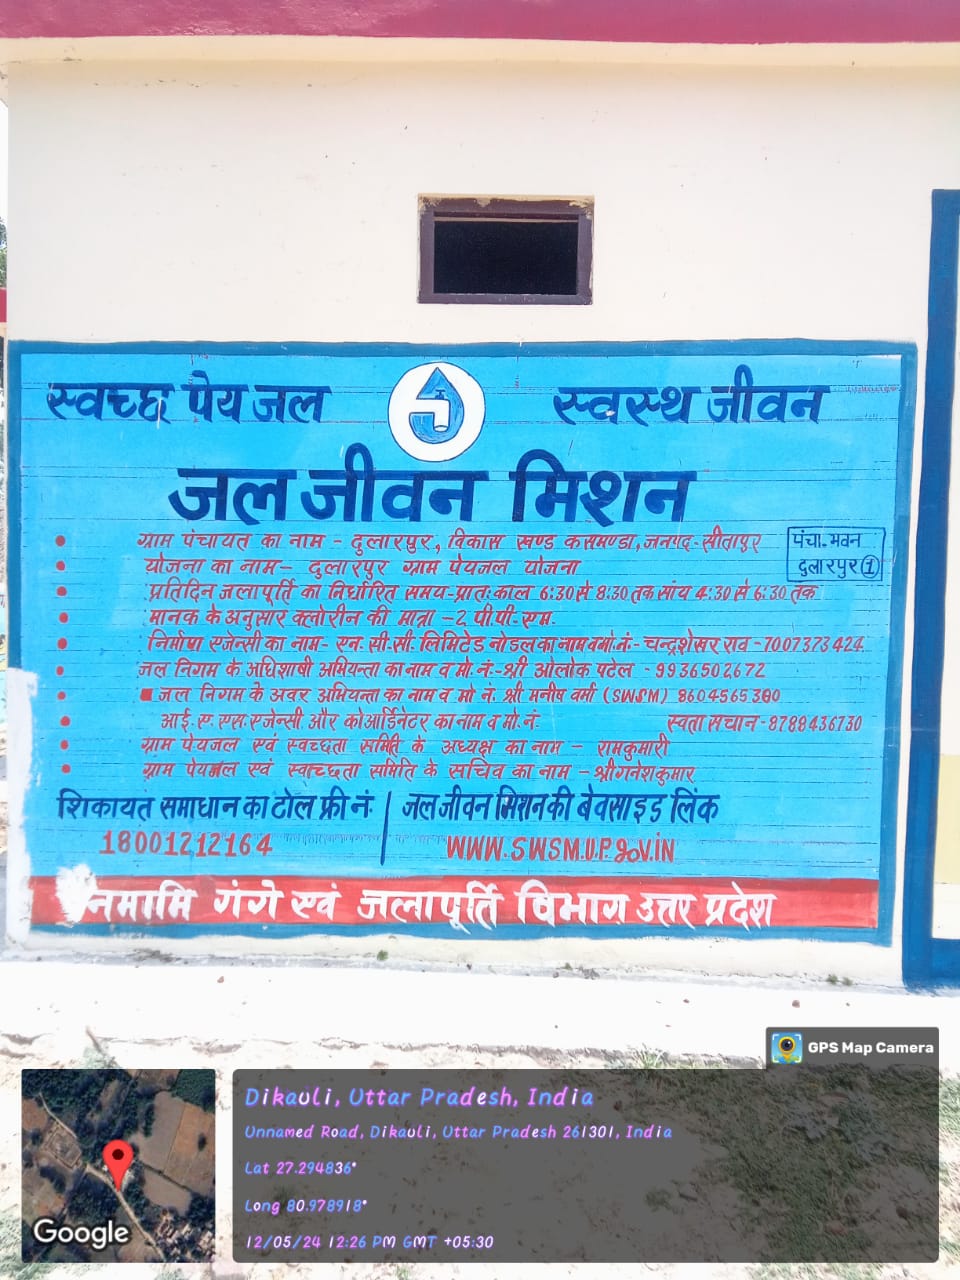 स्वच्छ पेय जल स्वस्थ जीवन
जल जीवन मिशन
ग्राम पंचायत का नाम - दुलारपुर, विकास खण्ड कसमण्डा, जनपद-सीतापुर
पंचा. भवन
दुलारपुर 1
योजना का नाम- दुलारपुर ग्राम पेयजल योजना
प्रतिदिन जलापूर्ति का निर्धारित समय-प्रातः काल 6:30 से 8:30 तक सांय 4:30 से 6:30 तक
मानक के अनुसार क्लोरीन की मात्रा -2 पी.पी.एम.
निर्माण एजेन्सी का नाम- एन.सी.सी. लिमिटेड नोडल का नाम व मो.नं:- चन्द्रशेखर राव -7007373424
जल निगम के अधिशाषी अभियन्ता का नाम व मो. नं:-श्री ओलोक पटेल - 9936502672
जल निगम के अवर अभियन्ता का नाम व मो नं. श्री मनीष वर्मा (SWSM) 8604565380
आई.ए.एस.एजेन्सी और कोआर्डिनेटर का नाम व मो.नं. स्वता सचान-8788436730
ग्राम पेयजल एवं स्वच्छता समिति के अध्यक्ष का नाम - रामकुमारी
ग्राम पेयजल एवं स्वाच्छता समिति के सचिव का नाम -श्री गनेश कुमार
शिकायत समाधान का टोल फ्री नं: जल जीवन मिशन की बेवसाइड लिंक
18001212164 WWW.SWSM.U.P.gov.iN
नमामि गंगे एवं जलापूर्ति विभाग उत्तर प्रदेश
GPS Map Camera
Dikauli, Uttar Pradesh, India
Unnamed Road, Dikauli, Uttar Pradesh 261301, India
Lat 27.294836°
Long 80.978918°
12/05/24 12:26 PM GMT +05:30
Google